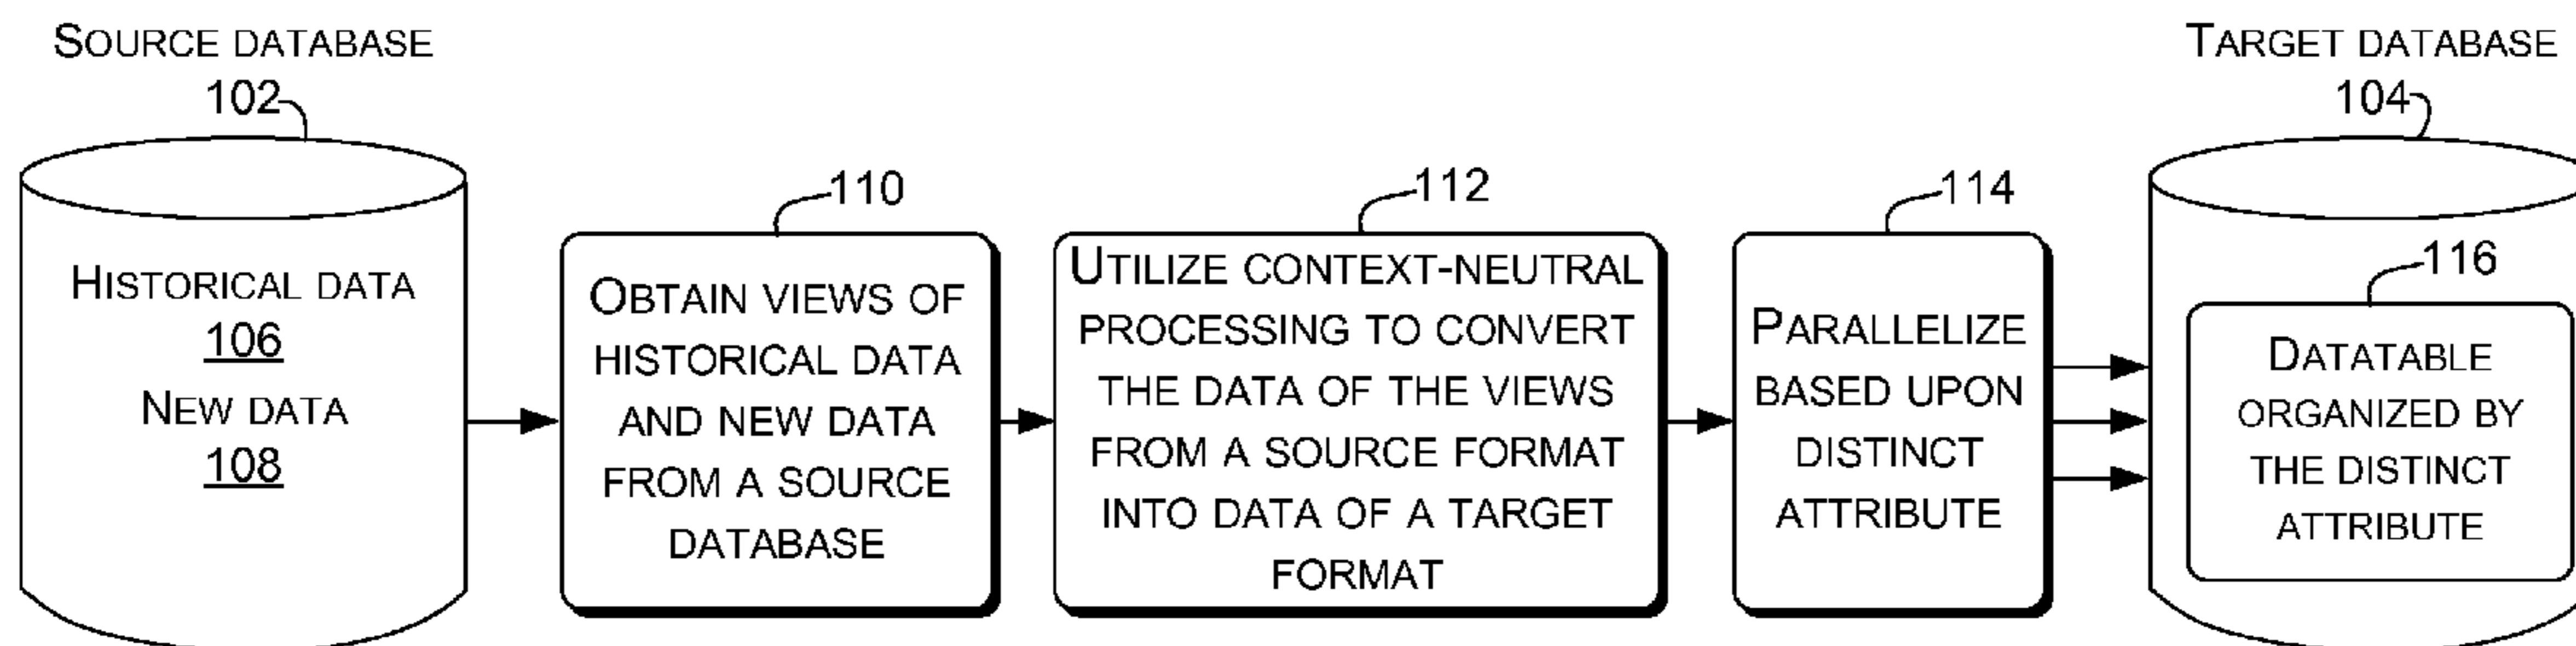 SOURCE DATABASE
102
HISTORICAL DATA
106
NEW DATA
108
110
OBTAIN VIEWS OF
HISTORICAL DATA
AND NEW DATA
FROM A SOURCE
DATABASE
112
UTILIZE CONTEXT-NEUTRAL
PROCESSING TO CONVERT
THE DATA OF THE VIEWS
FROM A SOURCE FORMAT
INTO DATA OF A TARGET
FORMAT
114
PARALLELIZE
BASED UPON
DISTINCT
ATTRIBUTE
TARGET DATABASE
104
116
DATATABLE
ORGANIZED BY
THE DISTINCT
ATTRIBUTE